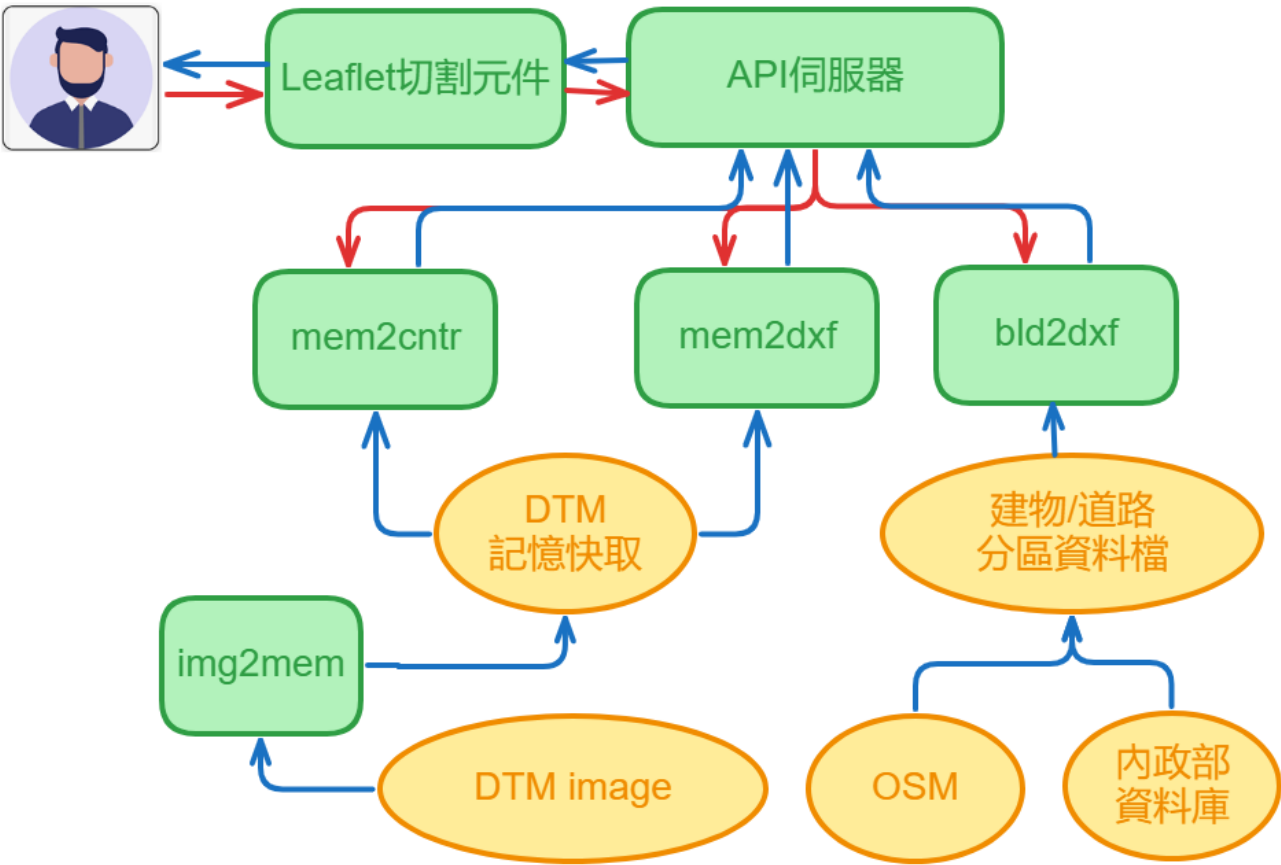 Leaflet切割元件
API伺服器
mem2cntr
mem2dxf
bld2dxf
DTM
記憶快取
建物/道路
分區資料檔
img2mem
DTM image
OSM
內政部
資料庫